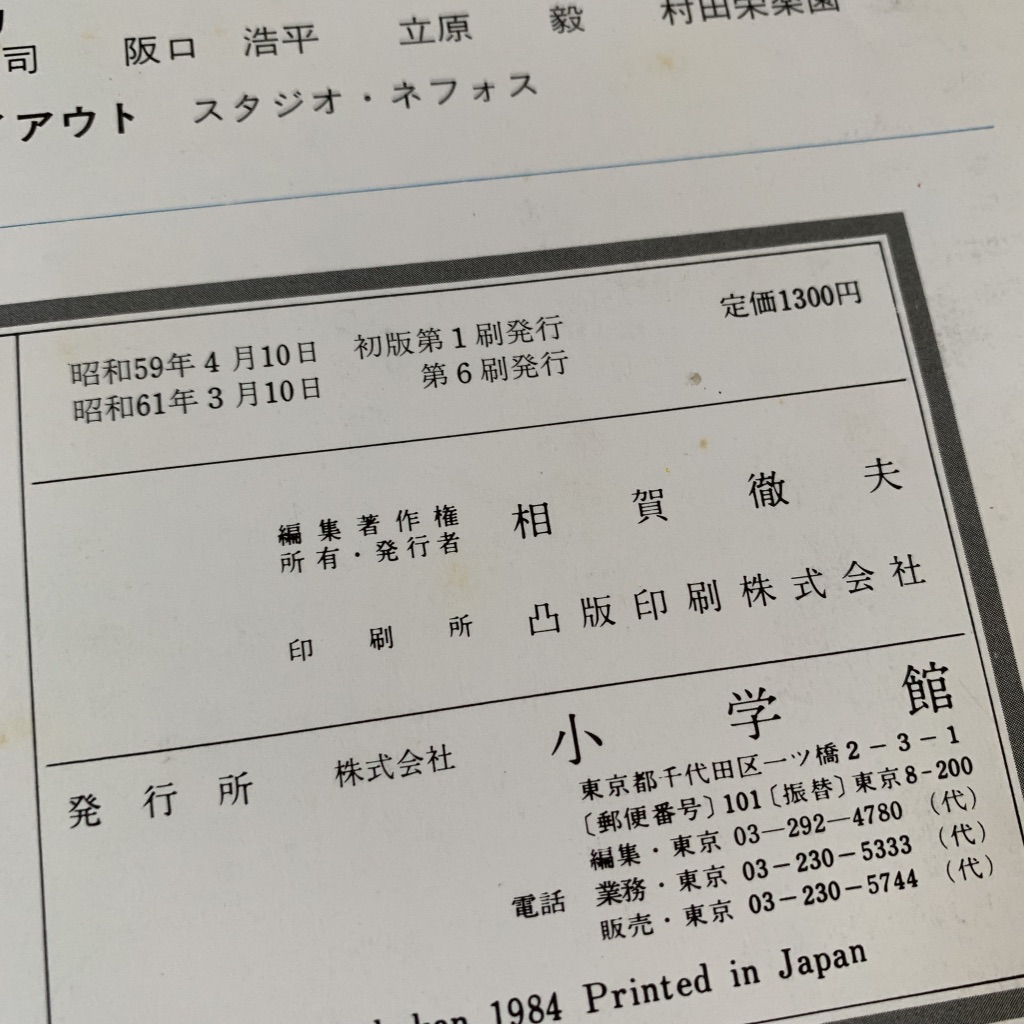 司 阪口 浩平 立原 毅 村田栄楽園
アウト スタジオ・ネフォス
定価1300円
昭和59年4月10日 初版第1刷発行
昭和61年3月10日 第6刷発行
編集著作権
所有・発行者 相賀徹夫
印刷所 凸版印刷株式会社
発行所 株式会社 小学館
東京都千代田区一ツ橋2-3-1
〔郵便番号〕101〔振替〕東京8-200
編集・東京 03-292-4780 (代)
電話 業務・東京 03-230-5333 (代)
販売・東京 03-230-5744 (代)
1984 Printed in Japan